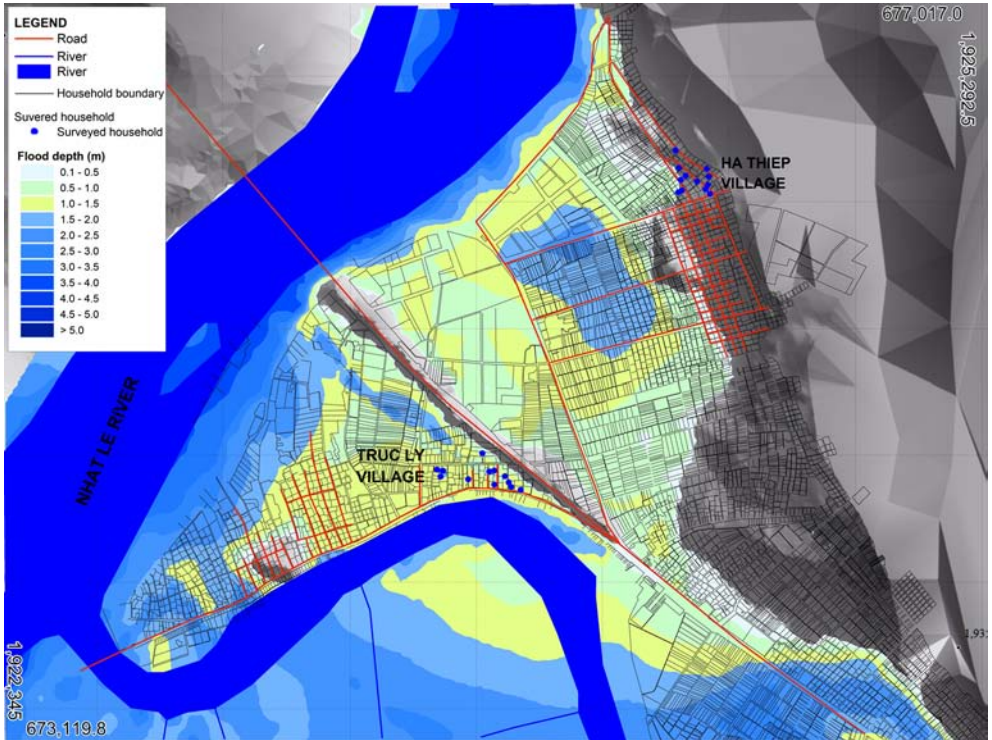 LEGEND
Road
River
River
Household boundary
Suvered household
Surveyed household
Flood depth (m)
0.1 - 0.5
0.5 - 1.0
1.0 - 1.5
1.5 - 2.0
2.0 - 2.5
2.5 - 3.0
3.0 - 3.5
3.5 - 4.0
4.0 - 4.5
4.5 - 5.0
> 5.0
677,017.0
1,925,292.5
HA THIEP
VILLAGE
TRUC LY
VILLAGE
NHAT LE RIVER
1,922,345
673,119.8